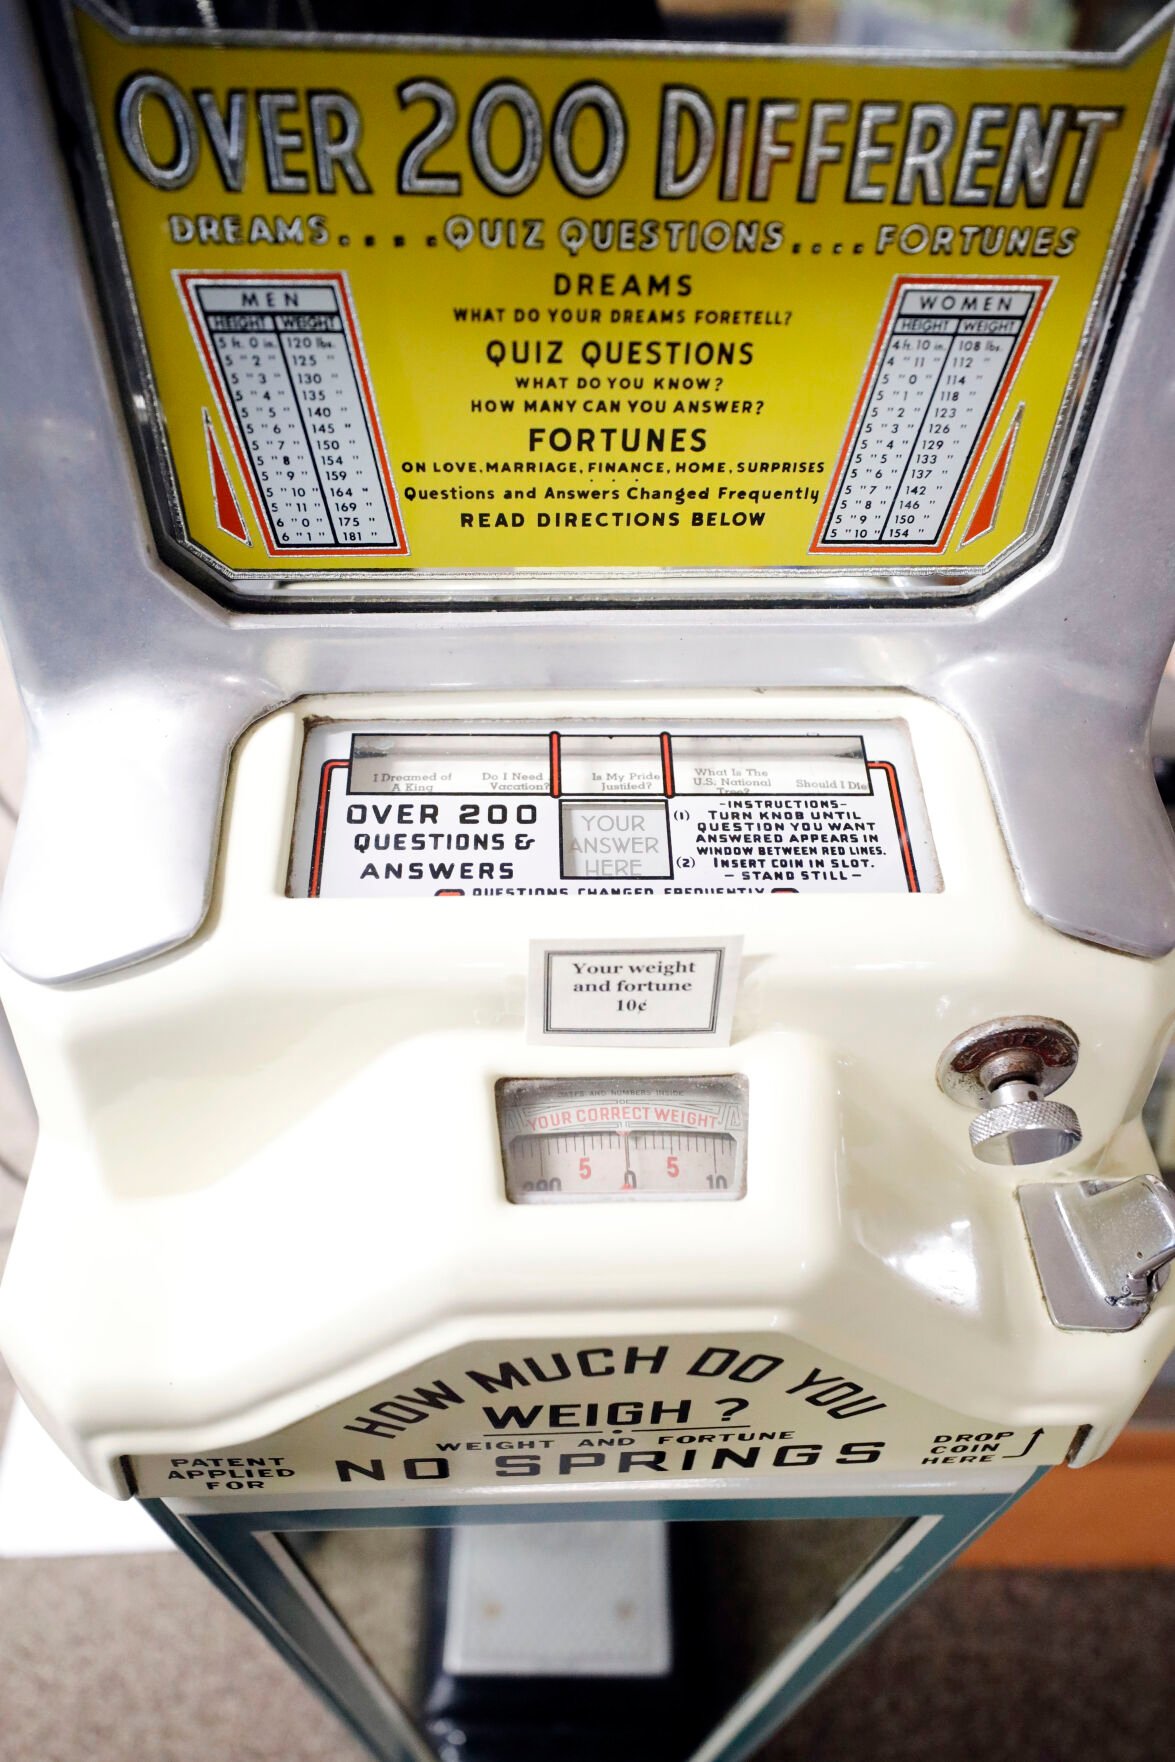 OVER 200 DIFFERENT
DREAMS....QUIZ QUESTIONS....FORTUNES
MEN
HEIGHT WEIGHT
5 ft. 0 in. 120 lbs.
5 " 2 " 125 "
5 " 3 " 130 "
5 " 4 " 135 "
5 " 5 " 140 "
5 " 6 " 145 "
5 " 7 " 150 "
5 " 8 " 154 "
5 " 9 " 159 "
5 " 10 " 164 "
5 " 11 " 169 "
6 " 0 " 175 "
6 " 1 " 181 "
DREAMS
WHAT DO YOUR DREAMS FORETELL?
QUIZ QUESTIONS
WHAT DO YOU KNOW?
HOW MANY CAN YOU ANSWER?
FORTUNES
ON LOVE, MARRIAGE, FINANCE, HOME, SURPRISES
Questions and Answers Changed Frequently
READ DIRECTIONS BELOW
WOMEN
HEIGHT WEIGHT
4 ft. 10 in. 108 lbs.
4 " 11 " 112 "
5 " 0 " 114 "
5 " 1 " 118 "
5 " 2 " 123 "
5 " 3 " 126 "
5 " 4 " 129 "
5 " 5 " 133 "
5 " 6 " 137 "
5 " 7 " 142 "
5 " 8 " 146 "
5 " 9 " 150 "
5 " 10 " 154 "
I Dreamed of
A King
Do I Need
Vacation?
Is My Pride
Justified?
What Is The
U.S. National
Tree?
Should I Die
OVER 200
QUESTIONS &
ANSWERS
YOUR
ANSWER
HERE
-INSTRUCTIONS-
(1) TURN KNOB UNTIL
QUESTION YOU WANT
ANSWERED APPEARS IN
WINDOW BETWEEN RED LINES.
(2) INSERT COIN IN SLOT.
- STAND STILL -
QUESTIONS CHANGED FREQUENTLY
Your weight
and fortune
10¢
DATES AND NUMBERS INSIDE
YOUR CORRECT WEIGHT
5 5
290 0 10
HOW MUCH DO YOU
WEIGH?
WEIGHT AND FORTUNE
NO SPRINGS
PATENT
APPLIED
FOR
DROP
COIN
HERE